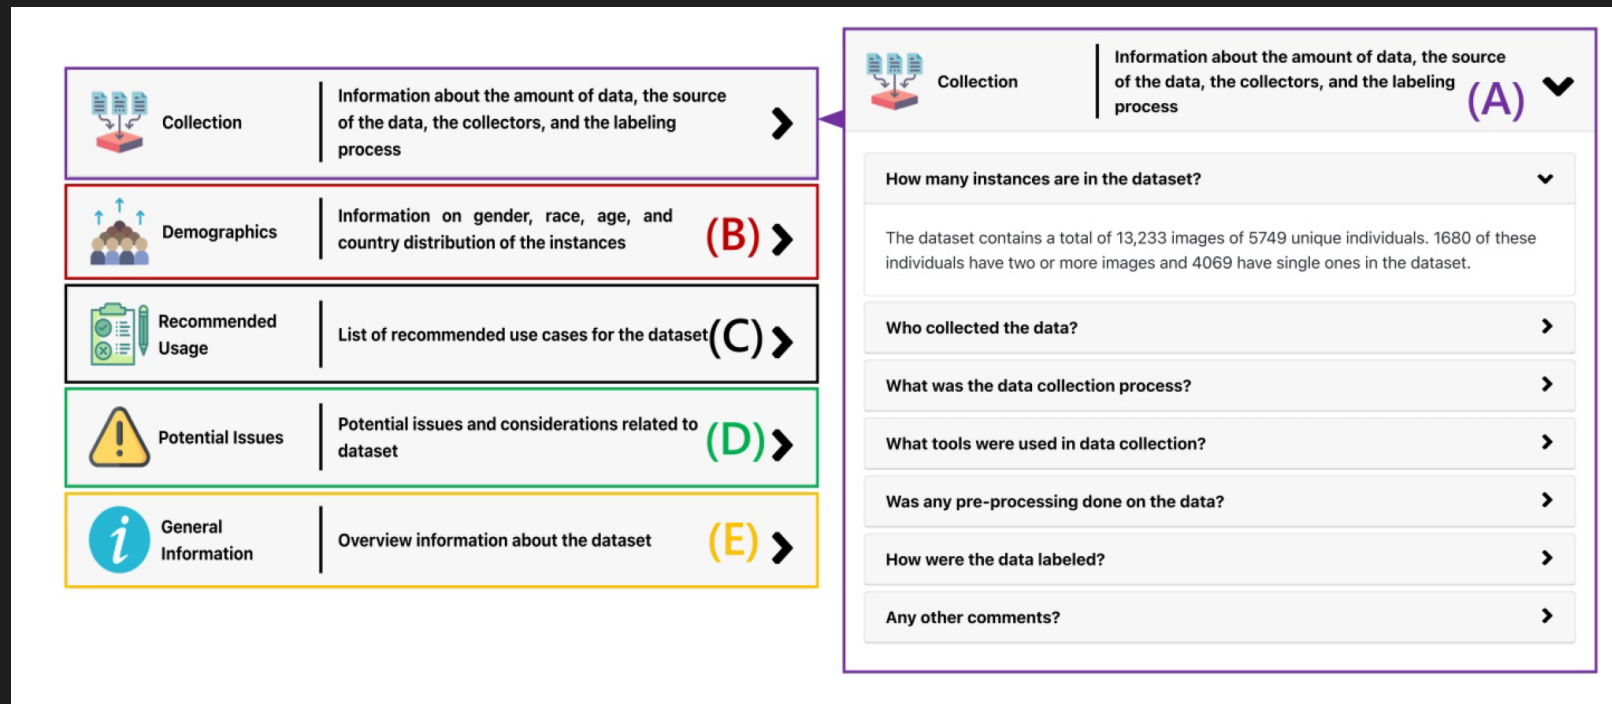 Collection
Information about the amount of data, the source
of the data, the collectors, and the labeling
process
Demographics
Information on gender, race, age, and
country distribution of the instances
(B)
Recommended
Usage
List of recommended use cases for the dataset
(C)
Potential Issues
Potential issues and considerations related to
dataset
(D)
i
General
Information
Overview information about the dataset
(E)
Collection
Information about the amount of data, the source
of the data, the collectors, and the labeling
process
(A)
How many instances are in the dataset?
The dataset contains a total of 13,233 images of 5749 unique individuals. 1680 of these
individuals have two or more images and 4069 have single ones in the dataset.
Who collected the data?
What was the data collection process?
What tools were used in data collection?
Was any pre-processing done on the data?
How were the data labeled?
Any other comments?